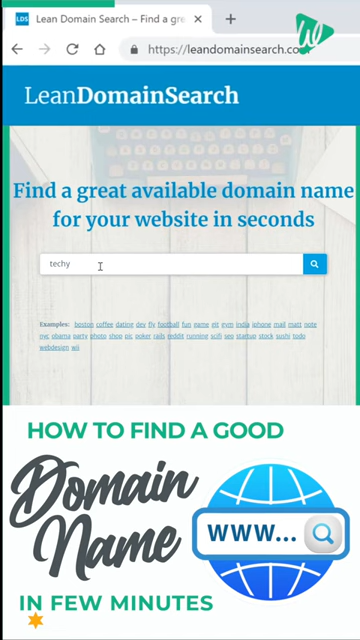 LDS Lean Domain Search – Find a gre
https://leandomainsearch.co
LeanDomainSearch
Find a great available domain name
for your website in seconds
techy
Examples: boston coffee dating dev fly football fun game git gym india iphone mail matt note
nyc obama party photo shop pic poker rails reddit running scifi seo startup stock sushi todo
webdesign wii
HOW TO FIND A GOOD
Domain
Name
WWW...
IN FEW MINUTES